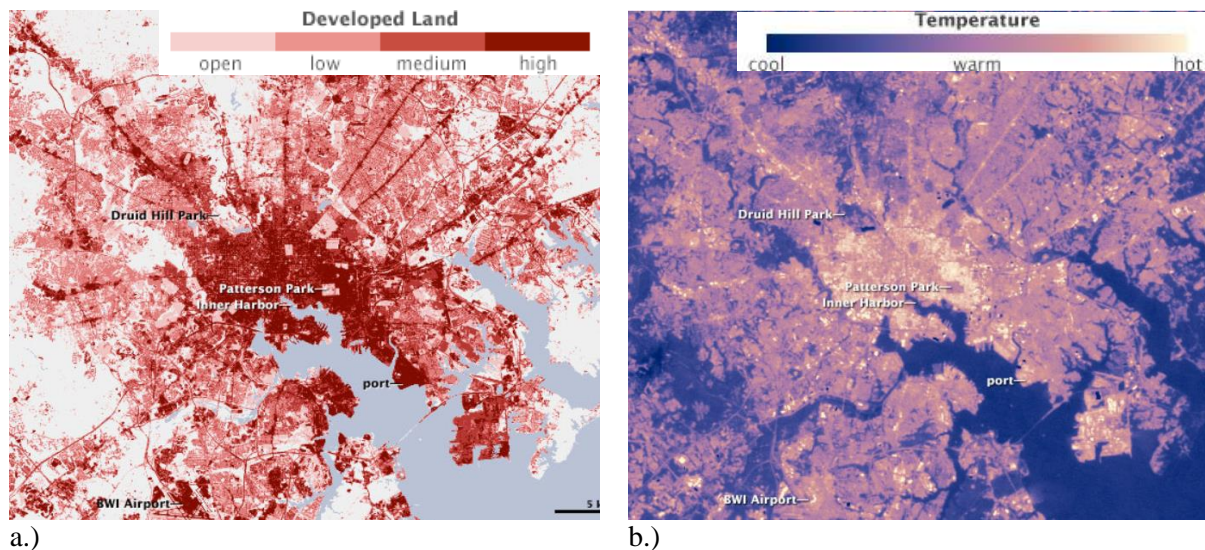 Developed Land
open low medium high
Druid Hill Park
Patterson Park
Inner Harbor
port
BWI Airport
5 k
a.)
Temperature
cool warm hot
Druid Hill Park
Patterson Park
Inner Harbor
port
BWI Airport
b.)